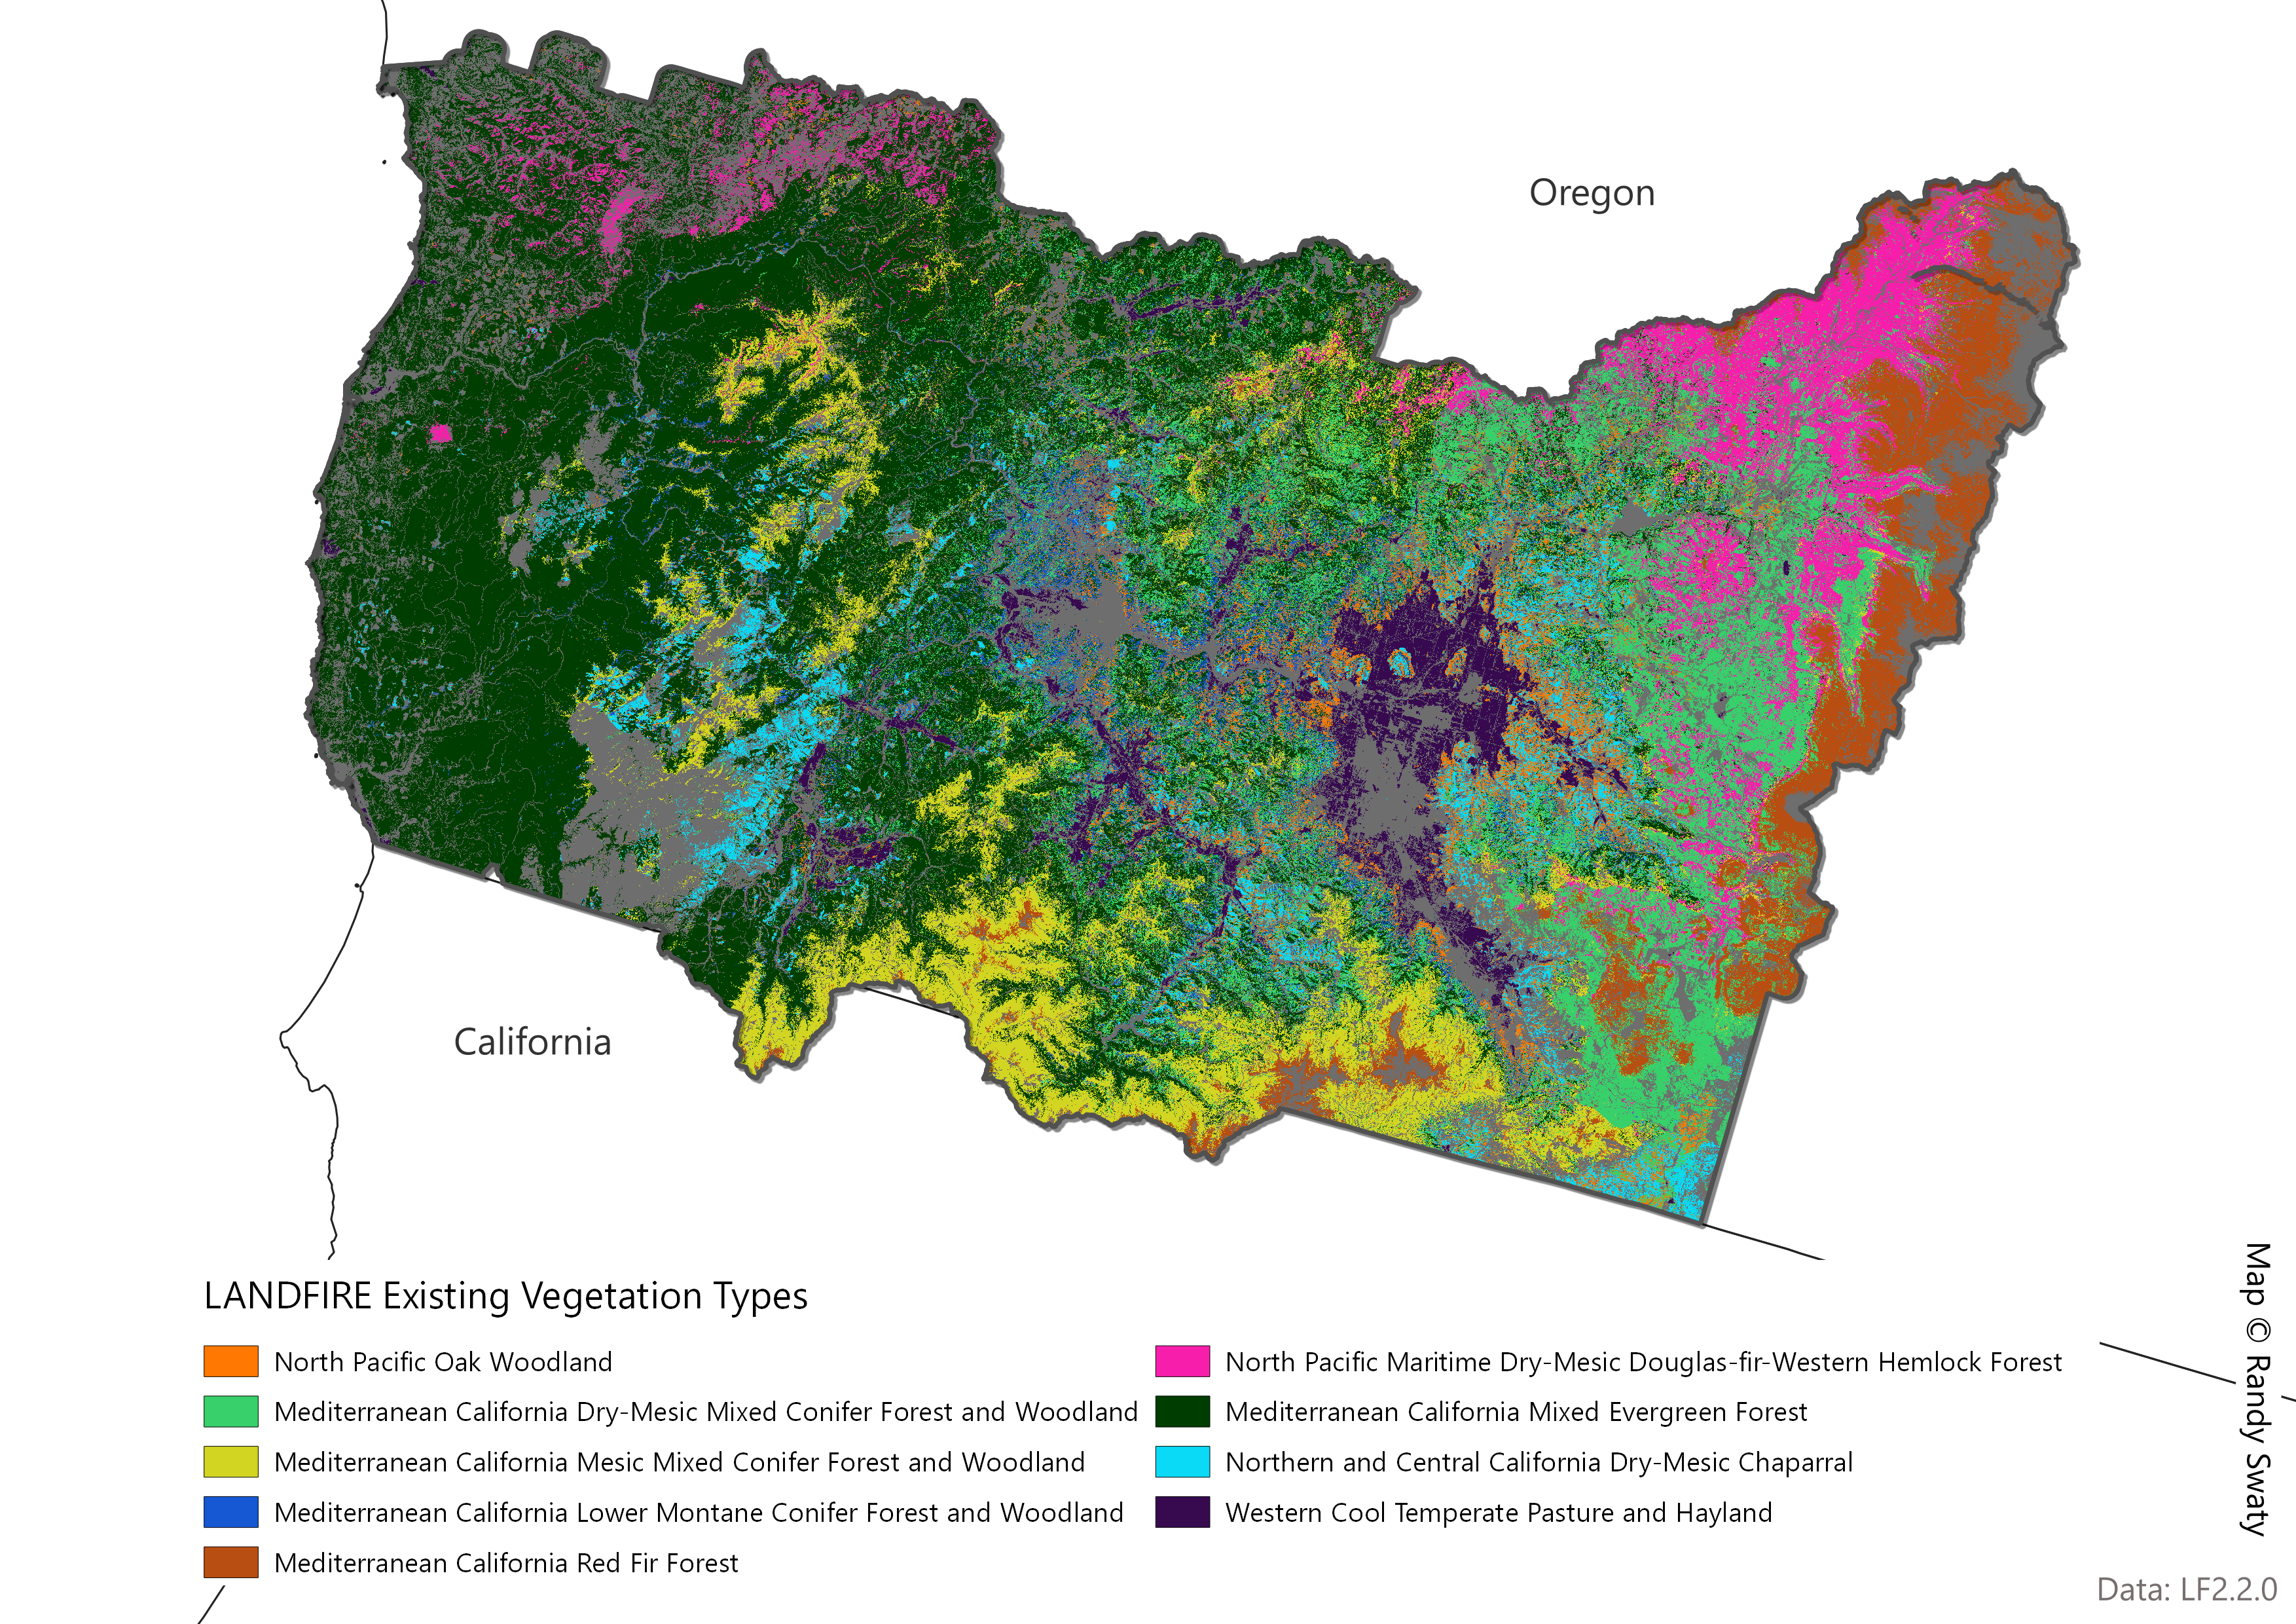 Oregon
California
LANDFIRE Existing Vegetation Types
North Pacific Oak Woodland
Mediterranean California Dry-Mesic Mixed Conifer Forest and Woodland
Mediterranean California Mesic Mixed Conifer Forest and Woodland
Mediterranean California Lower Montane Conifer Forest and Woodland
Mediterranean California Red Fir Forest
North Pacific Maritime Dry-Mesic Douglas-fir-Western Hemlock Forest
Mediterranean California Mixed Evergreen Forest
Northern and Central California Dry-Mesic Chaparral
Western Cool Temperate Pasture and Hayland
Map © Randy Swaty
Data: LF2.2.0